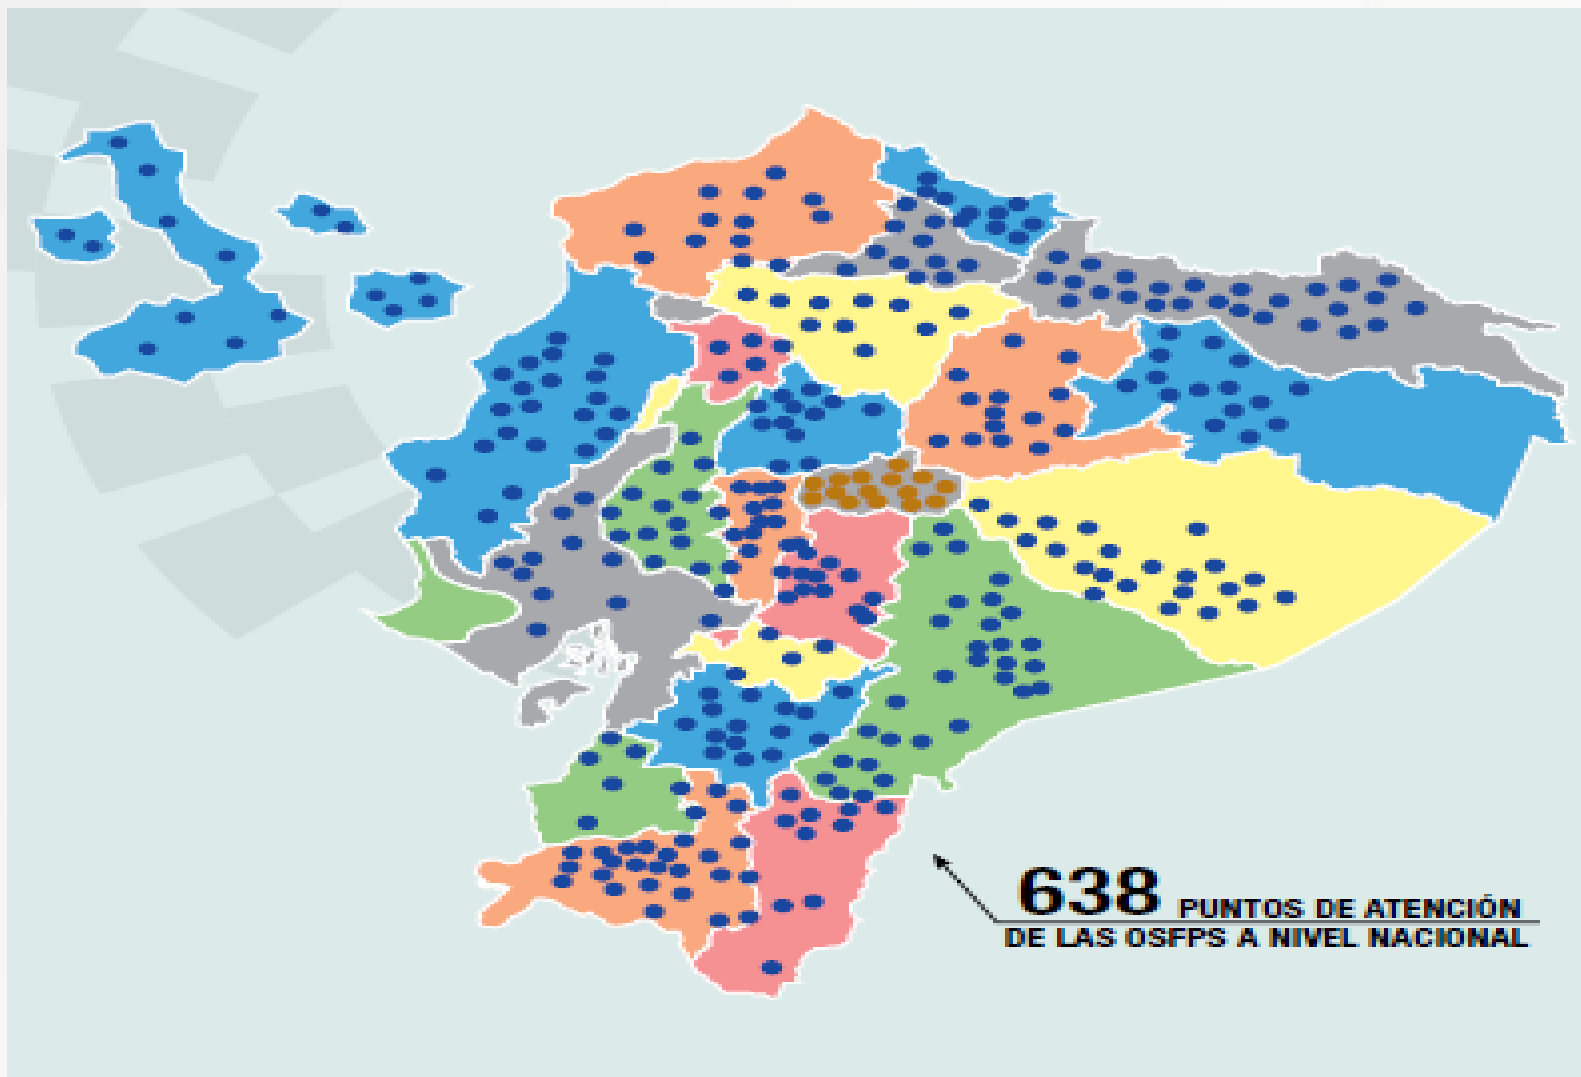 638 PUNTOS DE ATENCIÓN
DE LAS OSFPS A NIVEL NACIONAL